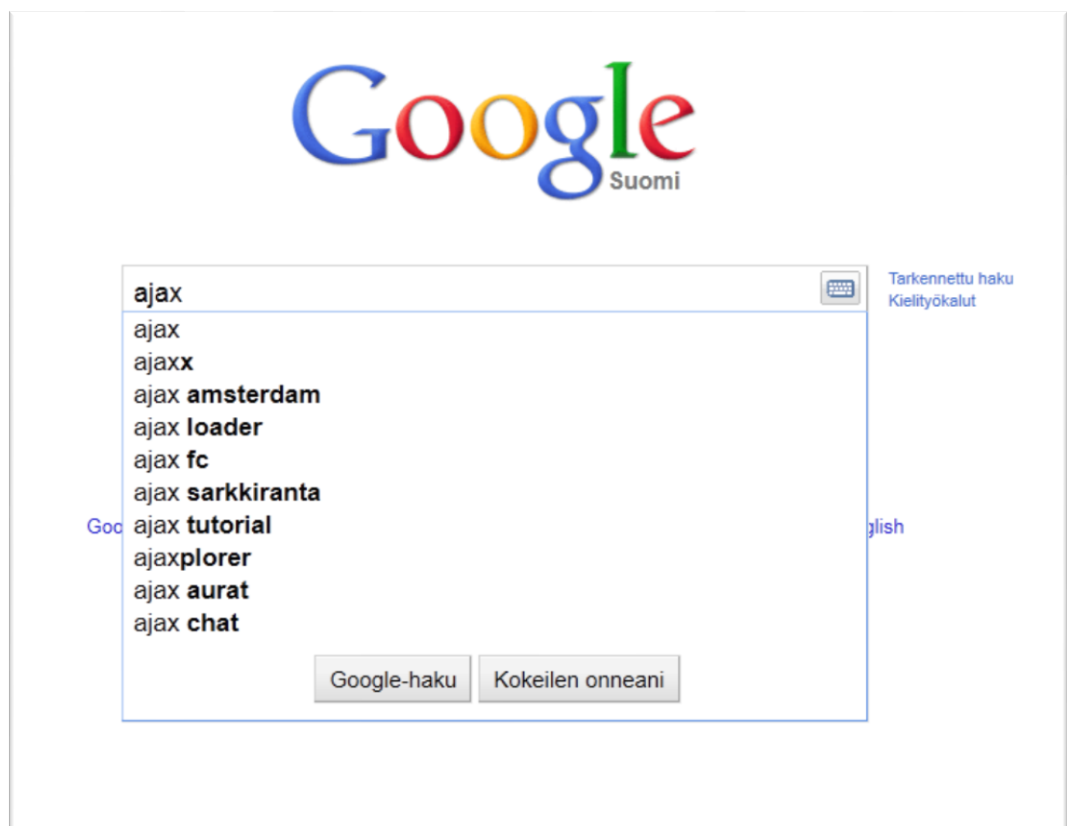 Google
Suomi
ajax
Tarkennettu haku
Kielityökalut
ajax
ajaxx
ajax amsterdam
ajax loader
ajax fc
ajax sarkkiranta
ajax tutorial
ajaxplorer
ajax aurat
ajax chat
Google-haku Kokeilen onneani